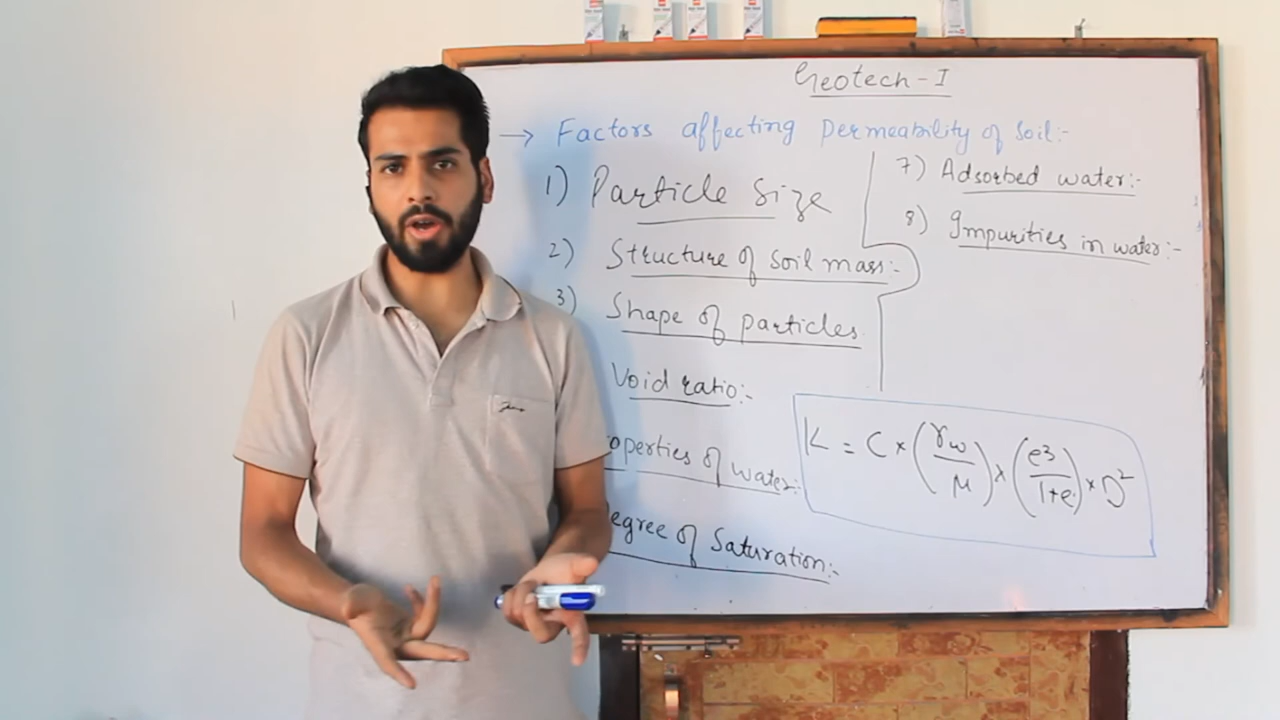 Geotech-I
→ Factors affecting permeability of soil:-
1) Particle size
2) Structure of soil mass:-
3) Shape of particles
Void ratio:-
operties of water:-
egree of Saturation:-
7) Adsorbed water:-
8) Impurities in water:-
K = C × (γw/μ) × (e3/1+e) × D²